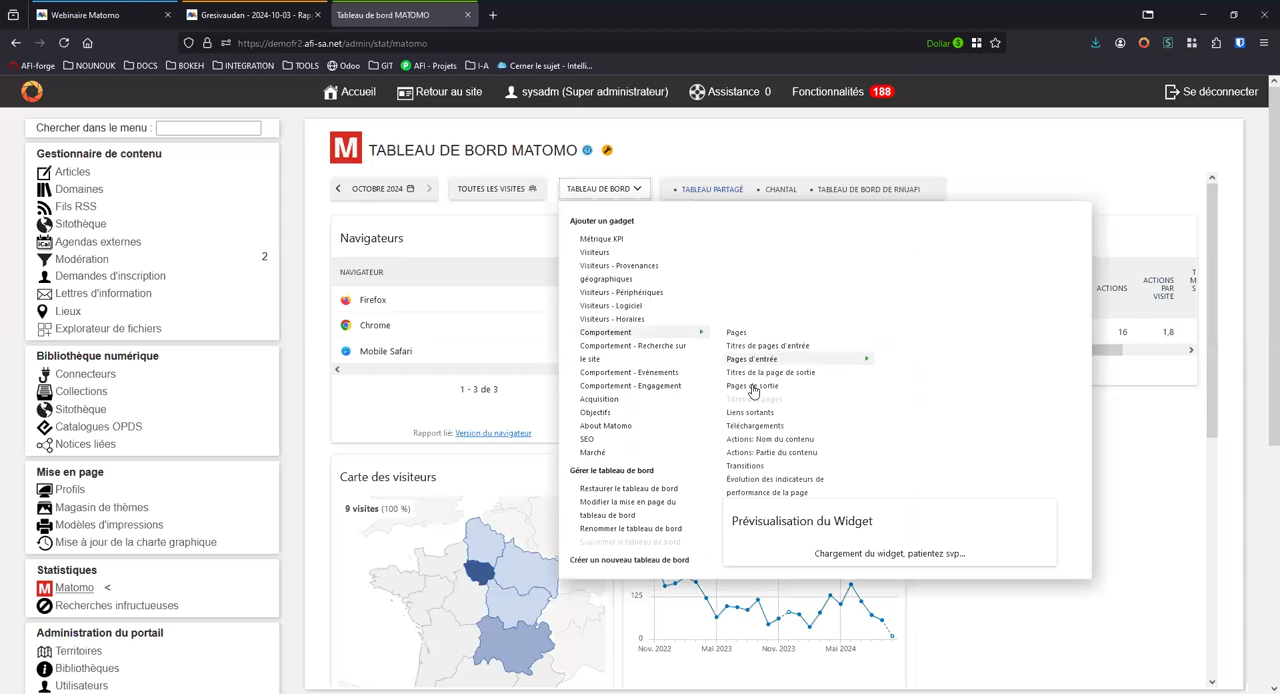 Webinaire Matomo
Gresivaudan - 2024-10-03 - Rap
Tableau de bord MATOMO
https://demofr2.afi-sa.net/admin/stat/matomo
Dollar $
AFI-forge
NOUNOUK
DOCS
BOKEH
INTEGRATION
TOOLS
Odoo
GIT
AFI - Projets
I-A
Cerner le sujet - Intelli...
Accueil
Retour au site
sysadm (Super administrateur)
Assistance 0
Fonctionnalités 188
Se déconnecter
Chercher dans le menu :
Gestionnaire de contenu
Articles
Domaines
Fils RSS
Sitothèque
Agendas externes
Modération 2
Demandes d'inscription
Lettres d'information
Lieux
Explorateur de fichiers
Bibliothèque numérique
Connecteurs
Collections
Sitothèque
Catalogues OPDS
Notices liées
Mise en page
Profils
Magasin de thèmes
Modèles d'impressions
Mise à jour de la charte graphique
Statistiques
Matomo <
Recherches infructueuses
Administration du portail
Territoires
Bibliothèques
Utilisateurs
M TABLEAU DE BORD MATOMO
OCTOBRE 2024
TOUTES LES VISITES
TABLEAU DE BORD
TABLEAU PARTAGÉ
CHANTAL
TABLEAU DE BORD DE RNUAFI
Navigateurs
NAVIGATEUR
Firefox
Chrome
Mobile Safari
1 - 3 de 3
Rapport lié: Version du navigateur
Carte des visiteurs
9 visites (100 %)
Ajouter un gadget
Métrique KPI
Visiteurs
Visiteurs - Provenances
géographiques
Visiteurs - Périphériques
Visiteurs - Logiciel
Visiteurs - Horaires
Comportement
Comportement - Recherche sur
le site
Comportement - Evénements
Comportement - Engagement
Acquisition
Objectifs
About Matomo
SEO
Marché
Gérer le tableau de bord
Restaurer le tableau de bord
Modifier la mise en page du
tableau de bord
Renommer le tableau de bord
Supprimer le tableau de bord
Créer un nouveau tableau de bord
Pages
Titres de pages d'entrée
Pages d'entrée
Titres de la page de sortie
Pages de sortie
Titres des pages
Liens sortants
Téléchargements
Actions: Nom du contenu
Actions: Partie du contenu
Transitions
Évolution des indicateurs de
performance de la page
Prévisualisation du Widget
Chargement du widget, patientez svp...
ACTIONS
ACTIONS
PAR
VISITE
T
M
S
16
1,8
125
0
Nov. 2022
Mai 2023
Nov. 2023
Mai 2024